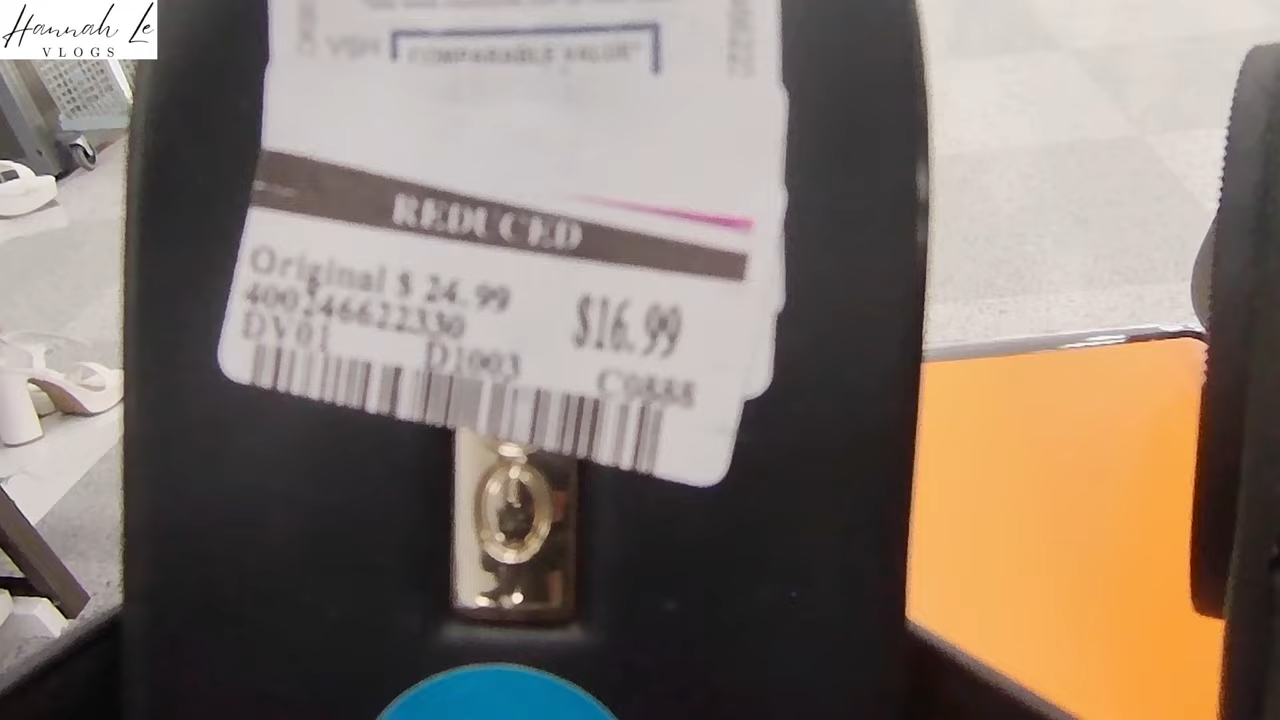 Hannah Le
VLOGS
COMPARABLE VALUE*
REDUCED
Original $ 24.99
$16.99
400246622330
DV01 D1003 C0888